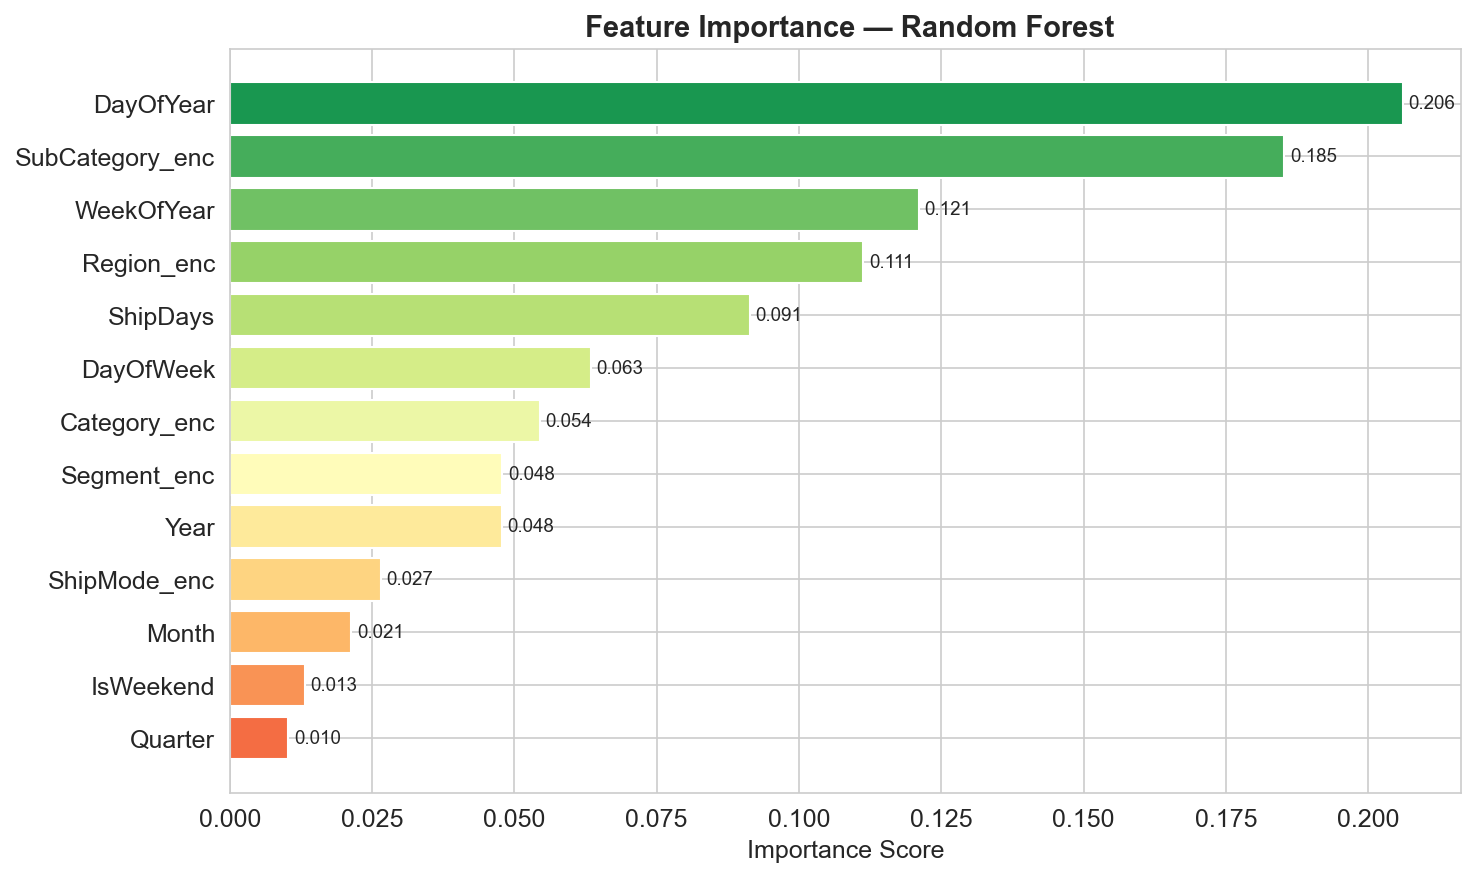 Feature Importance — Random Forest
DayOfYear 0.206
SubCategory_enc 0.185
WeekOfYear 0.121
Region_enc 0.111
ShipDays 0.091
DayOfWeek 0.063
Category_enc 0.054
Segment_enc 0.048
Year 0.048
ShipMode_enc 0.027
Month 0.021
IsWeekend 0.013
Quarter 0.010
0.000 0.025 0.050 0.075 0.100 0.125 0.150 0.175 0.200
Importance Score